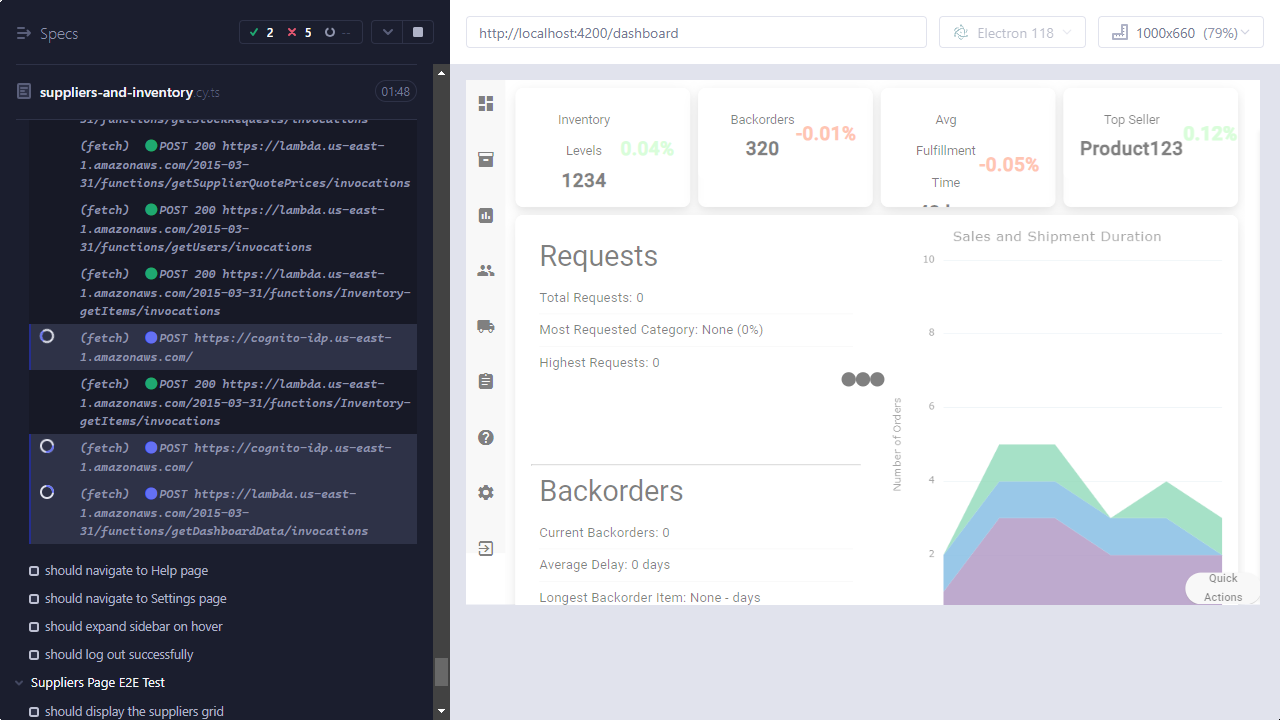 Specs
2
5
--
suppliers-and-inventory.cy.ts
01:48
31/functions/getStockRequests/invocations
(fetch) POST 200 https://lambda.us-east-
1.amazonaws.com/2015-03-
31/functions/getSupplierQuotePrices/invocations
(fetch) POST 200 https://lambda.us-east-
1.amazonaws.com/2015-03-
31/functions/getUsers/invocations
(fetch) POST 200 https://lambda.us-east-
1.amazonaws.com/2015-03-31/functions/Inventory-
getItems/invocations
(fetch) POST https://cognito-idp.us-east-
1.amazonaws.com/
(fetch) POST 200 https://lambda.us-east-
1.amazonaws.com/2015-03-31/functions/Inventory-
getItems/invocations
(fetch) POST https://cognito-idp.us-east-
1.amazonaws.com/
(fetch) POST https://lambda.us-east-
1.amazonaws.com/2015-03-
31/functions/getDashboardData/invocations
should navigate to Help page
should navigate to Settings page
should expand sidebar on hover
should log out successfully
Suppliers Page E2E Test
should display the suppliers grid
http://localhost:4200/dashboard
Electron 118
1000x660 (79%)
Inventory
Levels
0.04%
1234
Backorders
-0.01%
320
Avg
Fulfillment
Time
-0.05%
Top Seller
0.12%
Product123
Requests
Total Requests: 0
Most Requested Category: None (0%)
Highest Requests: 0
Backorders
Current Backorders: 0
Average Delay: 0 days
Longest Backorder Item: None - days
Sales and Shipment Duration
10
8
6
4
2
Number of Orders
Quick
Actions